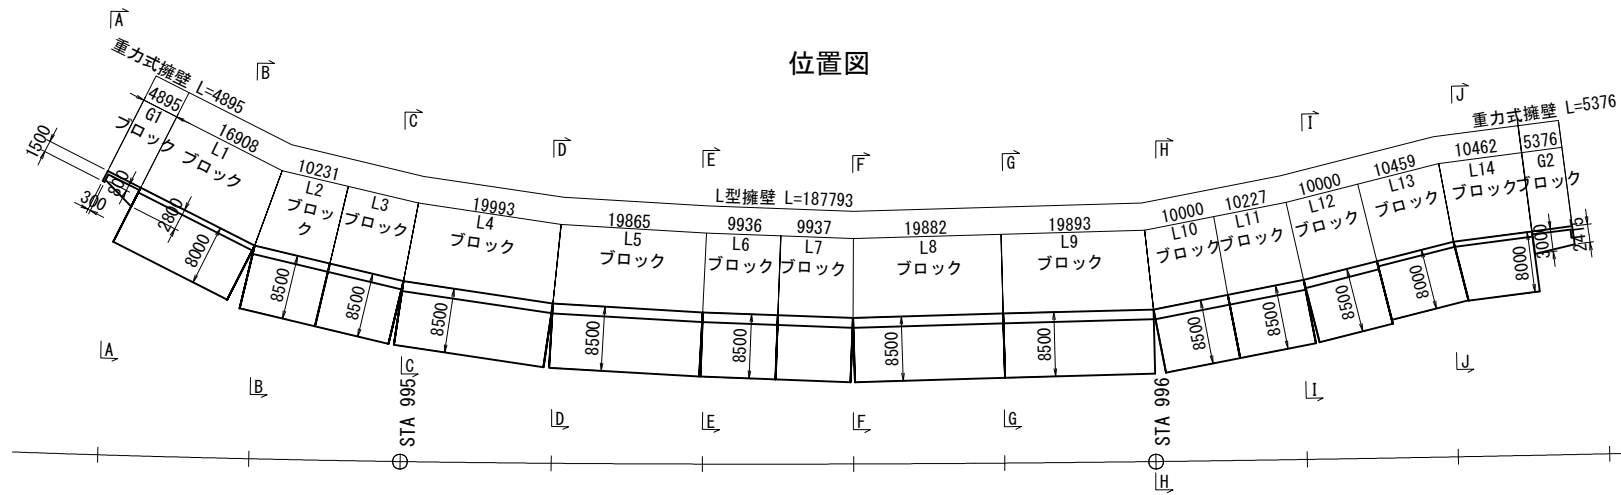 位置図
A
B
C
D
E
F
G
H
I
J
重力式擁壁 L=4895
L型擁壁 L=187793
重力式擁壁 L=5376
4895
16908
10231
19993
19865
9936
9937
19882
19893
10000
10227
10000
10459
10462
5376
G1
ブロック
L1
ブロック
L2
ブロッ
ク
L3
ブロック
L4
ブロック
L5
ブロック
L6
ブロック
L7
ブロック
L8
ブロック
L9
ブロック
L10
ブロック
L11
ブロック
L12
ブロック
L13
ブロック
L14
ブロック
G2
ブロック
1500
300
800
2800
8000
8500
8500
8500
8500
8500
8500
8500
8500
8500
8500
8000
8000
3000
2415
A
B
C
D
E
F
G
H
I
J
STA 995
STA 996